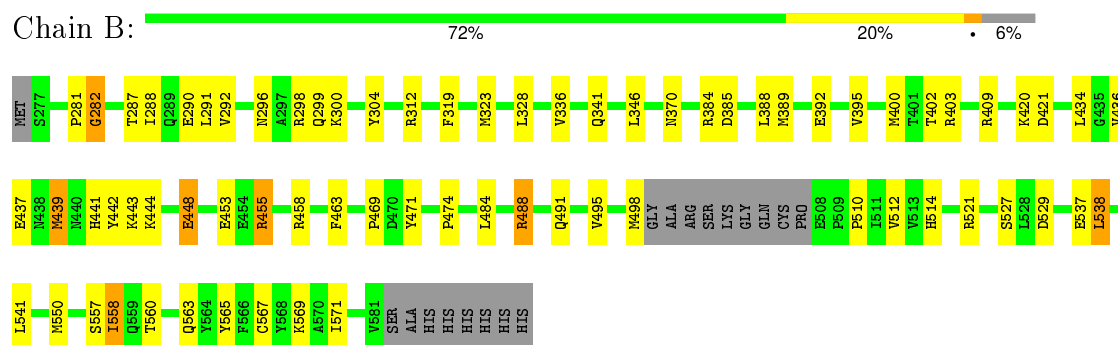 Chain B:
72% 20% • 6%
MET S277 P281 G282 T287 I288 Q289 E290 L291 V292 N296 A297 R298 Q299 K300 Y304 R312 F319 M323 L328 V336 Q341 L346 N370 R384 D385 L388 M389 E392 V395 M400 T401 T402 R403 R409 K420 D421 L434 G435 V436
E437 N438 M439 N440 H441 Y442 K443 K444 E448 E453 E454 R455 R458 F463 P469 D470 Y471 P474 L484 R488 Q491 V495 M498 GLY ALA ARG SER LYS GLY GLN CYS PRO E508 P509 P510 I511 V512 V513 H514 R521 S527 L528 D529 E537 L538
L541 M550 S557 I558 Q559 T560 Q563 Y564 Y565 F566 C567 Y568 K569 A570 I571 V581 SER ALA HIS HIS HIS HIS HIS HIS